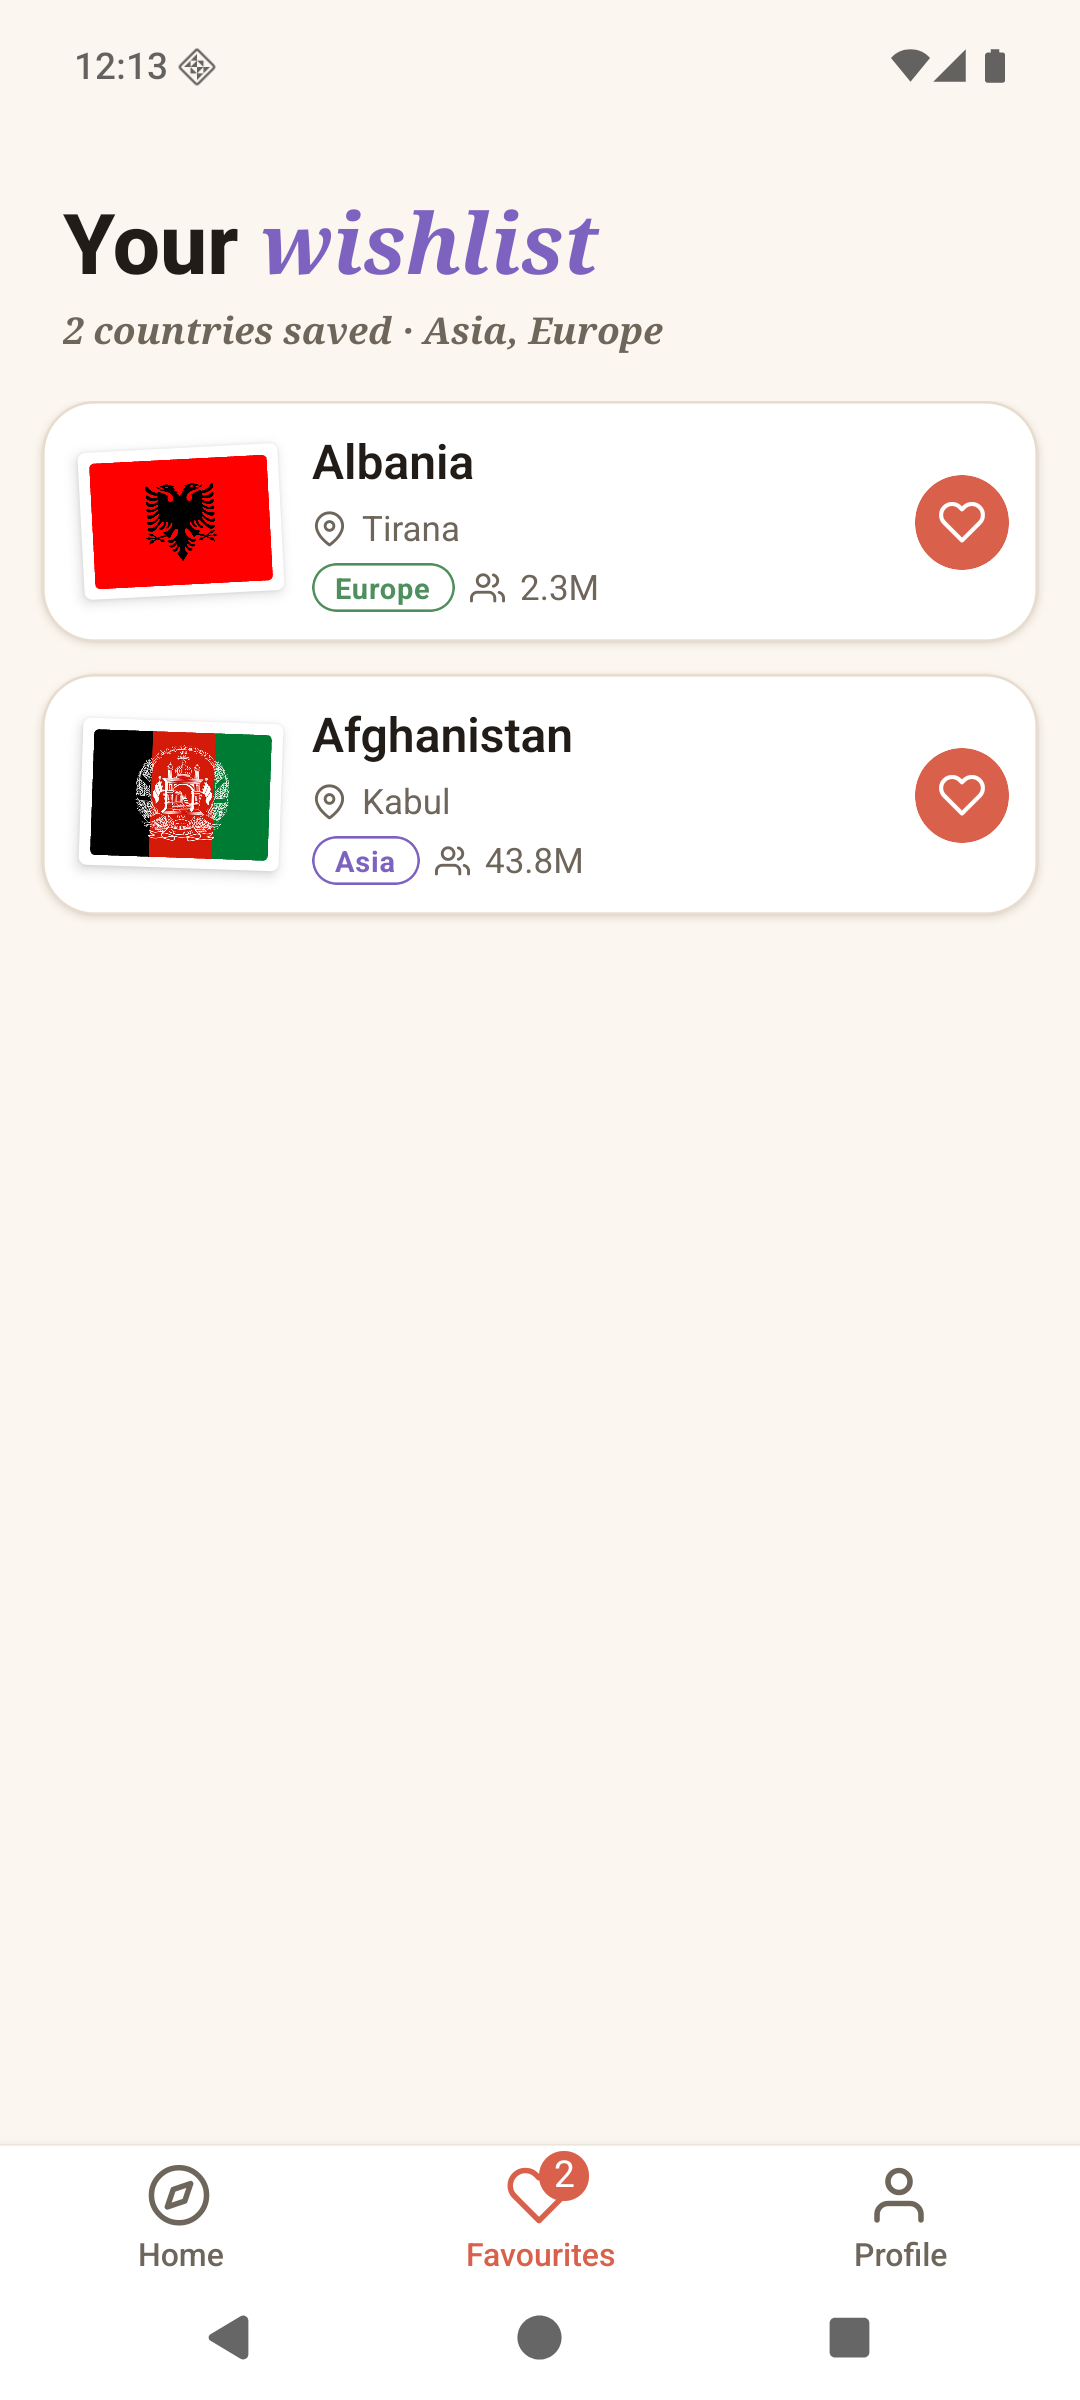 12:13
Your wishlist
2 countries saved · Asia, Europe
Albania
Tirana
Europe 2.3M
Afghanistan
Kabul
Asia 43.8M
2
Home Favourites Profile